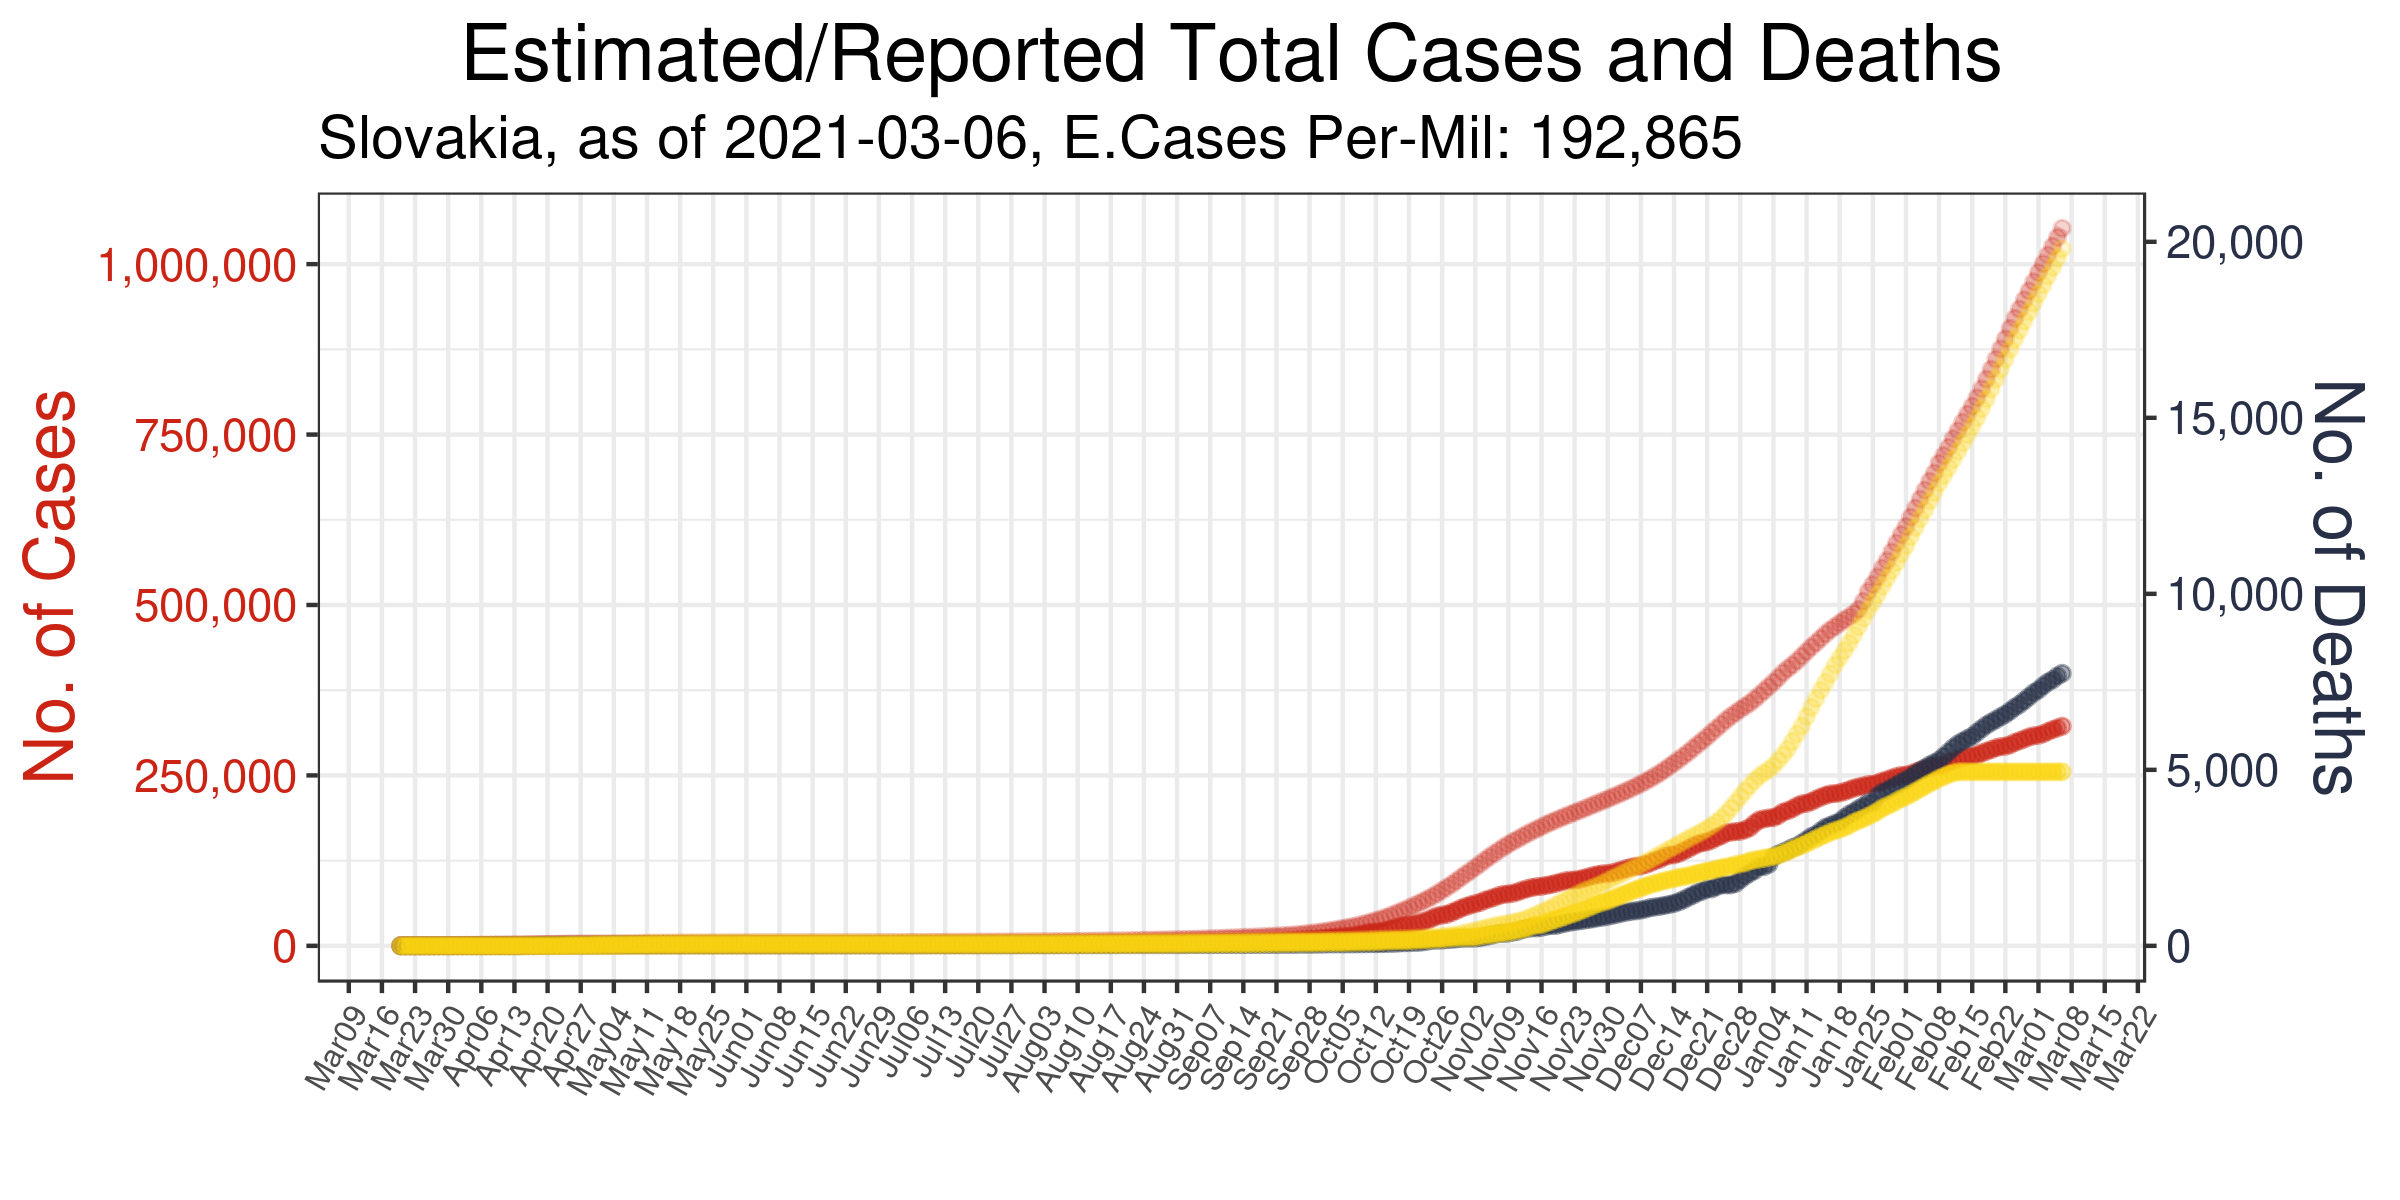 Estimated/Reported Total Cases and Deaths
Slovakia, as of 2021-03-06, E.Cases Per-Mil: 192,865
No. of Cases
1,000,000
750,000
500,000
250,000
0
20,000
15,000
10,000
5,000
0
No. of Deaths
Mar09
Mar16
Mar23
Mar30
Apr06
Apr13
Apr20
Apr27
May04
May11
May18
May25
Jun01
Jun08
Jun15
Jun22
Jun29
Jul06
Jul13
Jul20
Jul27
Aug03
Aug10
Aug17
Aug24
Aug31
Sep07
Sep14
Sep21
Sep28
Oct05
Oct12
Oct19
Oct26
Nov02
Nov09
Nov16
Nov23
Nov30
Dec07
Dec14
Dec21
Dec28
Jan04
Jan11
Jan18
Jan25
Feb01
Feb08
Feb15
Feb22
Mar01
Mar08
Mar15
Mar22